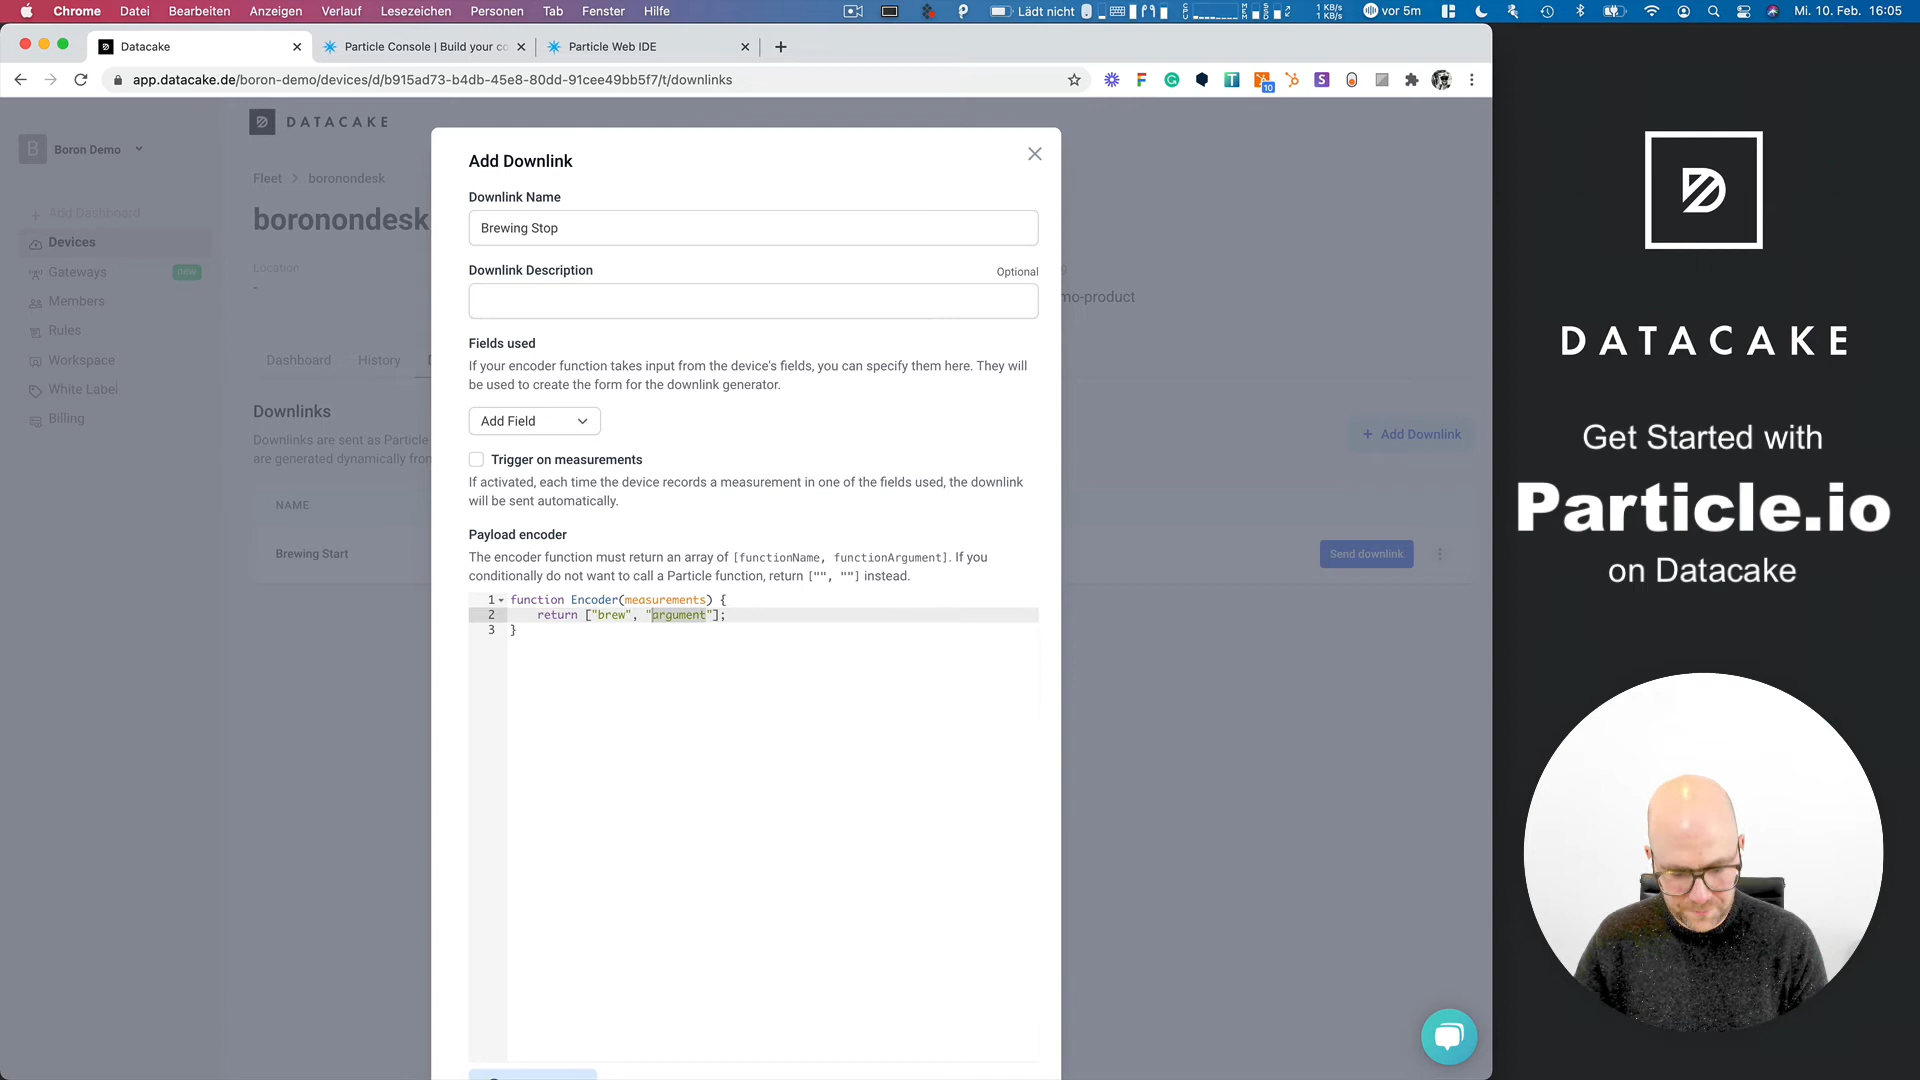 Chrome Datei Bearbeiten Anzeigen Verlauf Lesezeichen Personen Tab Fenster Hilfe Lädt nicht 1 KB/s 1 KB/s vor 5m Mi. 10. Feb. 16:05
Datacake
Particle Console | Build your co
Particle Web IDE
app.datacake.de/boron-demo/devices/d/b915ad73-b4db-45e8-80dd-91cee49bb5f7/t/downlinks
10
DATACAKE
B Boron Demo
Fleet > boronondesk
Add Dashboard
boronondesk
Devices
Location
Gateways new
-
mo-product
Members
Rules
Workspace
Dashboard History
White Label
Downlinks
Billing
Downlinks are sent as Particle
are generated dynamically from
+ Add Downlink
NAME
Brewing Start
Send downlink
Add Downlink
Downlink Name
Brewing Stop
Downlink Description Optional
Fields used
If your encoder function takes input from the device's fields, you can specify them here. They will
be used to create the form for the downlink generator.
Add Field
Trigger on measurements
If activated, each time the device records a measurement in one of the fields used, the downlink
will be sent automatically.
Payload encoder
The encoder function must return an array of [functionName, functionArgument]. If you
conditionally do not want to call a Particle function, return ["", ""] instead.
1 function Encoder(measurements) {
2 return ["brew", "argument"];
3 }
DATACAKE
Get Started with
Particle.io
on Datacake